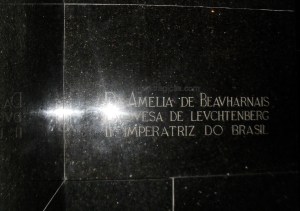 AMÉLIA DE BEAVHARNAIS
DE LEVCHTENBERG
IMPERATRIZ DO BRASIL